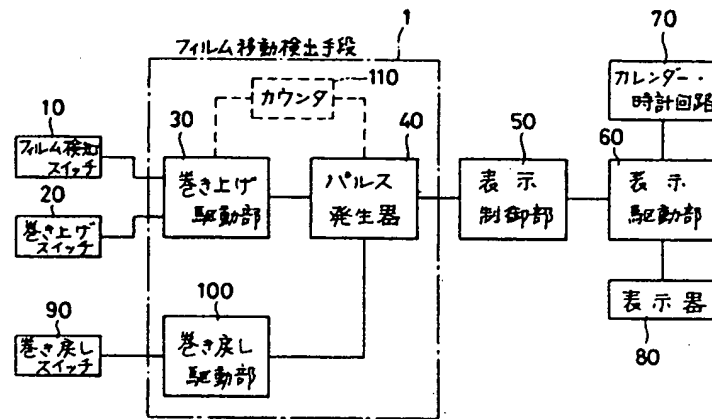 フィルム移動検出手段
1
70
110
カウンタ
カレンダー・
時計回路
10
30
40
50
60
フィルム検知
スイッチ
巻き上げ
駆動部
パルス
発生器
表示
制御部
表示
駆動部
20
巻き上げ
スイッチ
90
100
巻き戻し
スイッチ
巻き戻し
駆動部
表示器
80